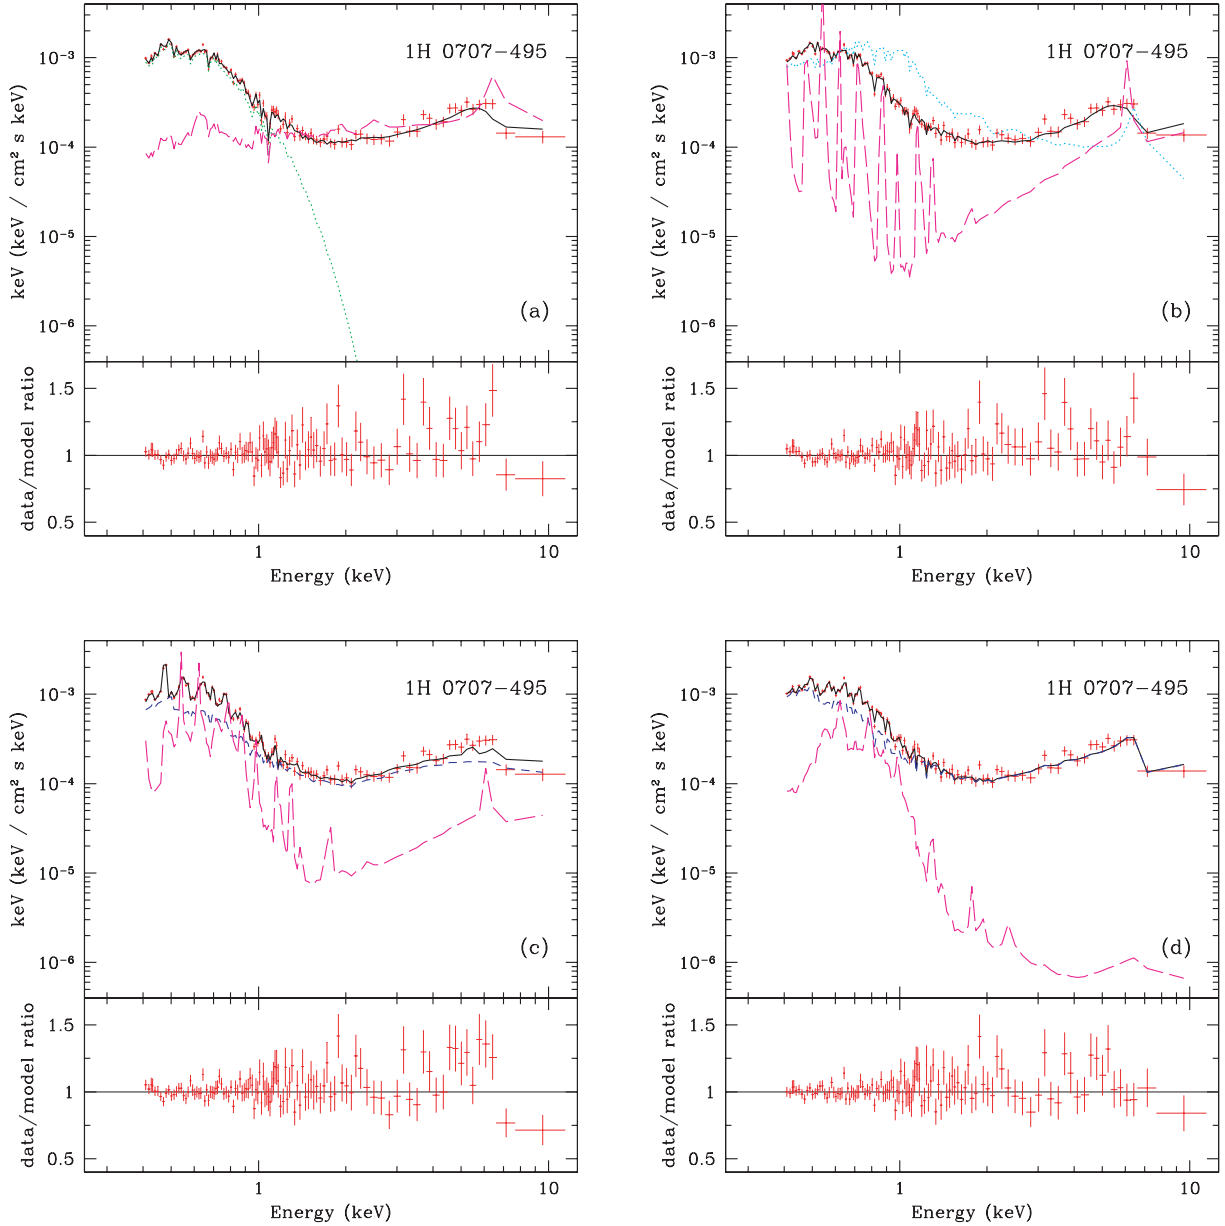 1H 0707−495
keV (keV / cm² s keV)
10⁻³
10⁻⁴
10⁻⁵
10⁻⁶
(a)
data/model ratio
1.5
1
0.5
1
10
Energy (keV)
1H 0707−495
keV (keV / cm² s keV)
10⁻³
10⁻⁴
10⁻⁵
10⁻⁶
(b)
data/model ratio
1.5
1
0.5
1
10
Energy (keV)
1H 0707−495
keV (keV / cm² s keV)
10⁻³
10⁻⁴
10⁻⁵
10⁻⁶
(c)
data/model ratio
1.5
1
0.5
1
10
Energy (keV)
1H 0707−495
keV (keV / cm² s keV)
10⁻³
10⁻⁴
10⁻⁵
10⁻⁶
(d)
data/model ratio
1.5
1
0.5
1
10
Energy (keV)